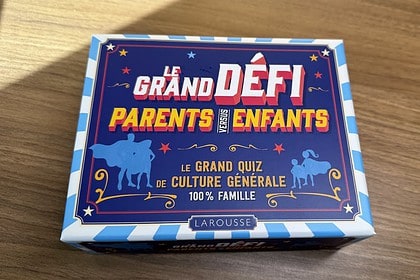 LE
GRAND DÉFI
PARENTS VERSUS ENFANTS
LE GRAND QUIZ
DE CULTURE GÉNÉRALE
100% FAMILLE
LAROUSSE